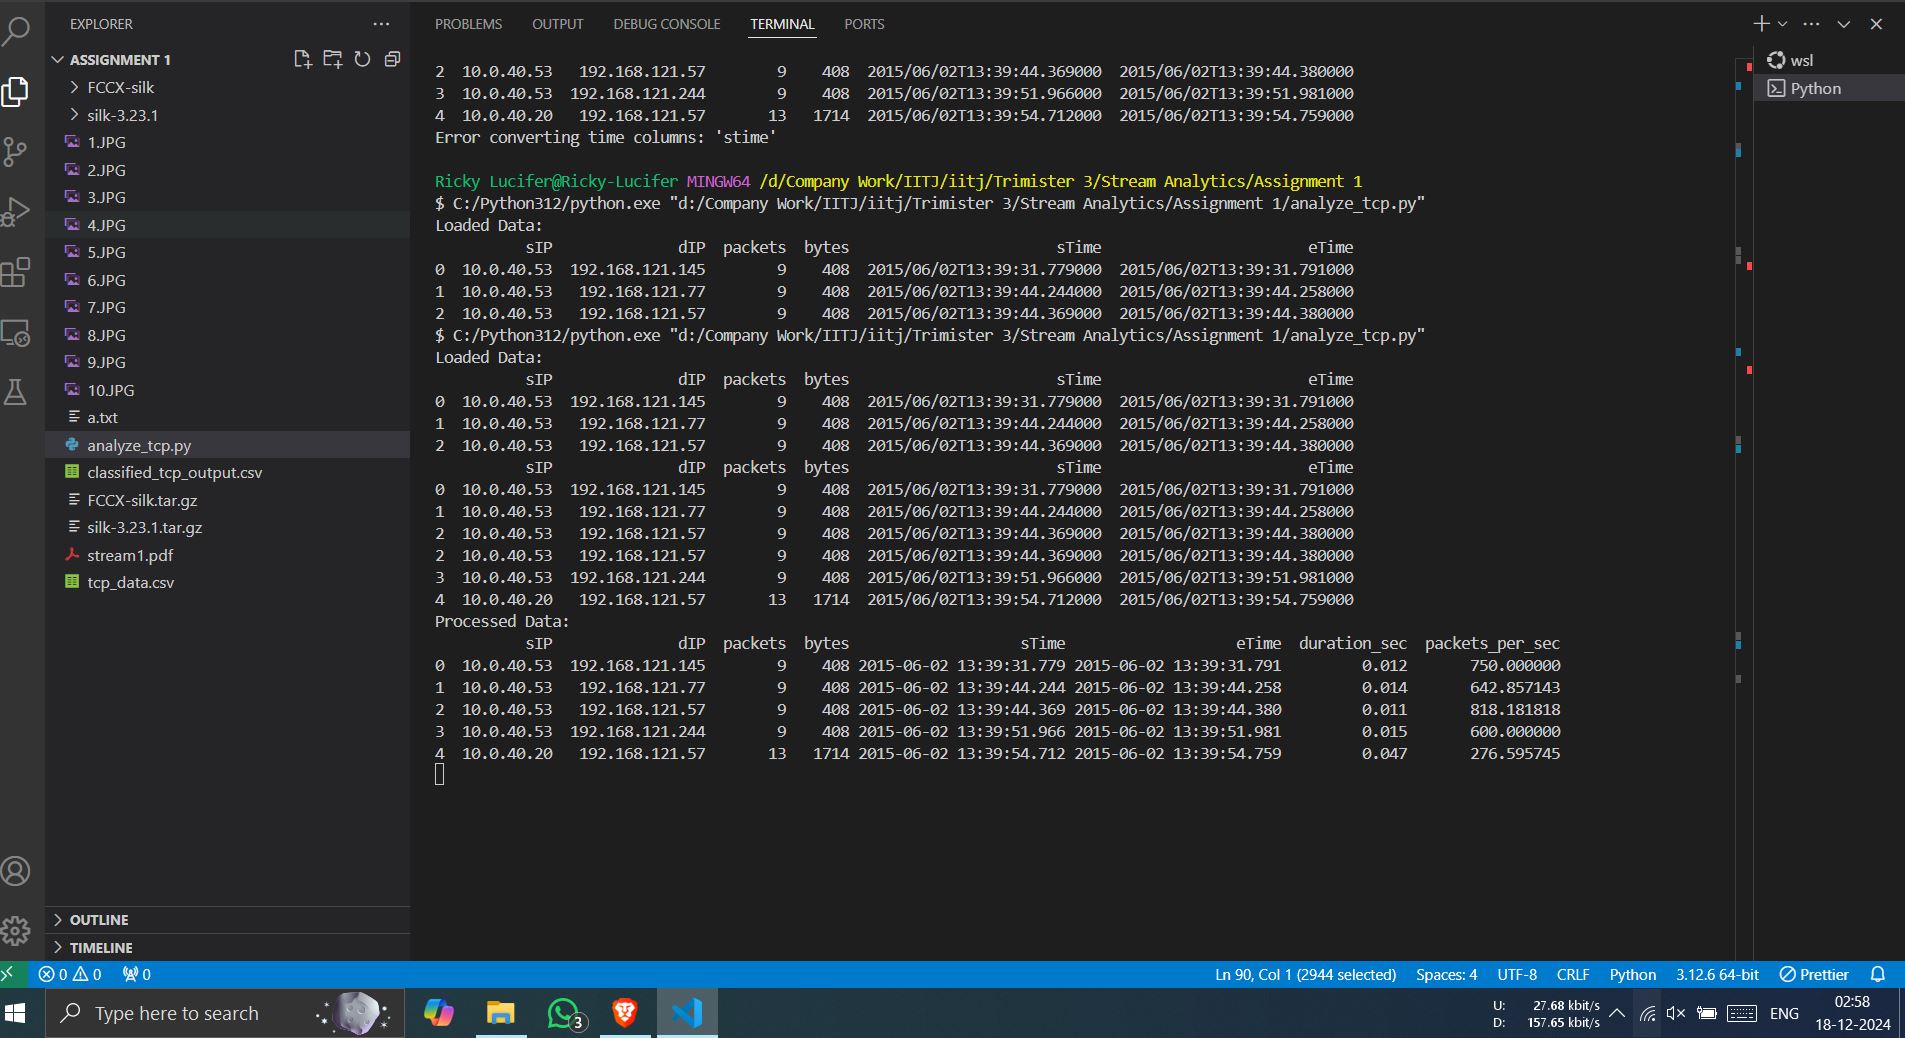 EXPLORER
ASSIGNMENT 1
FCCX-silk
silk-3.23.1
1.JPG
2.JPG
3.JPG
4.JPG
5.JPG
6.JPG
7.JPG
8.JPG
9.JPG
10.JPG
a.txt
analyze_tcp.py
classified_tcp_output.csv
FCCX-silk.tar.gz
silk-3.23.1.tar.gz
stream1.pdf
tcp_data.csv
OUTLINE
TIMELINE
PROBLEMS OUTPUT DEBUG CONSOLE TERMINAL PORTS
2 10.0.40.53 192.168.121.57 9 408 2015/06/02T13:39:44.369000 2015/06/02T13:39:44.380000
3 10.0.40.53 192.168.121.244 9 408 2015/06/02T13:39:51.966000 2015/06/02T13:39:51.981000
4 10.0.40.20 192.168.121.57 13 1714 2015/06/02T13:39:54.712000 2015/06/02T13:39:54.759000
Error converting time columns: 'stime'
Ricky Lucifer@Ricky-Lucifer MINGW64 /d/Company Work/IITJ/iitj/Trimister 3/Stream Analytics/Assignment 1
$ C:/Python312/python.exe "d:/Company Work/IITJ/iitj/Trimister 3/Stream Analytics/Assignment 1/analyze_tcp.py"
Loaded Data:
sIP dIP packets bytes sTime eTime
0 10.0.40.53 192.168.121.145 9 408 2015/06/02T13:39:31.779000 2015/06/02T13:39:31.791000
1 10.0.40.53 192.168.121.77 9 408 2015/06/02T13:39:44.244000 2015/06/02T13:39:44.258000
2 10.0.40.53 192.168.121.57 9 408 2015/06/02T13:39:44.369000 2015/06/02T13:39:44.380000
$ C:/Python312/python.exe "d:/Company Work/IITJ/iitj/Trimister 3/Stream Analytics/Assignment 1/analyze_tcp.py"
Loaded Data:
sIP dIP packets bytes sTime eTime
0 10.0.40.53 192.168.121.145 9 408 2015/06/02T13:39:31.779000 2015/06/02T13:39:31.791000
1 10.0.40.53 192.168.121.77 9 408 2015/06/02T13:39:44.244000 2015/06/02T13:39:44.258000
2 10.0.40.53 192.168.121.57 9 408 2015/06/02T13:39:44.369000 2015/06/02T13:39:44.380000
sIP dIP packets bytes sTime eTime
0 10.0.40.53 192.168.121.145 9 408 2015/06/02T13:39:31.779000 2015/06/02T13:39:31.791000
1 10.0.40.53 192.168.121.77 9 408 2015/06/02T13:39:44.244000 2015/06/02T13:39:44.258000
2 10.0.40.53 192.168.121.57 9 408 2015/06/02T13:39:44.369000 2015/06/02T13:39:44.380000
2 10.0.40.53 192.168.121.57 9 408 2015/06/02T13:39:44.369000 2015/06/02T13:39:44.380000
3 10.0.40.53 192.168.121.244 9 408 2015/06/02T13:39:51.966000 2015/06/02T13:39:51.981000
4 10.0.40.20 192.168.121.57 13 1714 2015/06/02T13:39:54.712000 2015/06/02T13:39:54.759000
Processed Data:
sIP dIP packets bytes sTime eTime duration_sec packets_per_sec
0 10.0.40.53 192.168.121.145 9 408 2015-06-02 13:39:31.779 2015-06-02 13:39:31.791 0.012 750.000000
1 10.0.40.53 192.168.121.77 9 408 2015-06-02 13:39:44.244 2015-06-02 13:39:44.258 0.014 642.857143
2 10.0.40.53 192.168.121.57 9 408 2015-06-02 13:39:44.369 2015-06-02 13:39:44.380 0.011 818.181818
3 10.0.40.53 192.168.121.244 9 408 2015-06-02 13:39:51.966 2015-06-02 13:39:51.981 0.015 600.000000
4 10.0.40.20 192.168.121.57 13 1714 2015-06-02 13:39:54.712 2015-06-02 13:39:54.759 0.047 276.595745
wsl
Python
0 0 0 Ln 90, Col 1 (2944 selected) Spaces: 4 UTF-8 CRLF Python 3.12.6 64-bit Prettier
Type here to search
3
U: 27.68 kbit/s
D: 157.65 kbit/s
ENG
02:58
18-12-2024